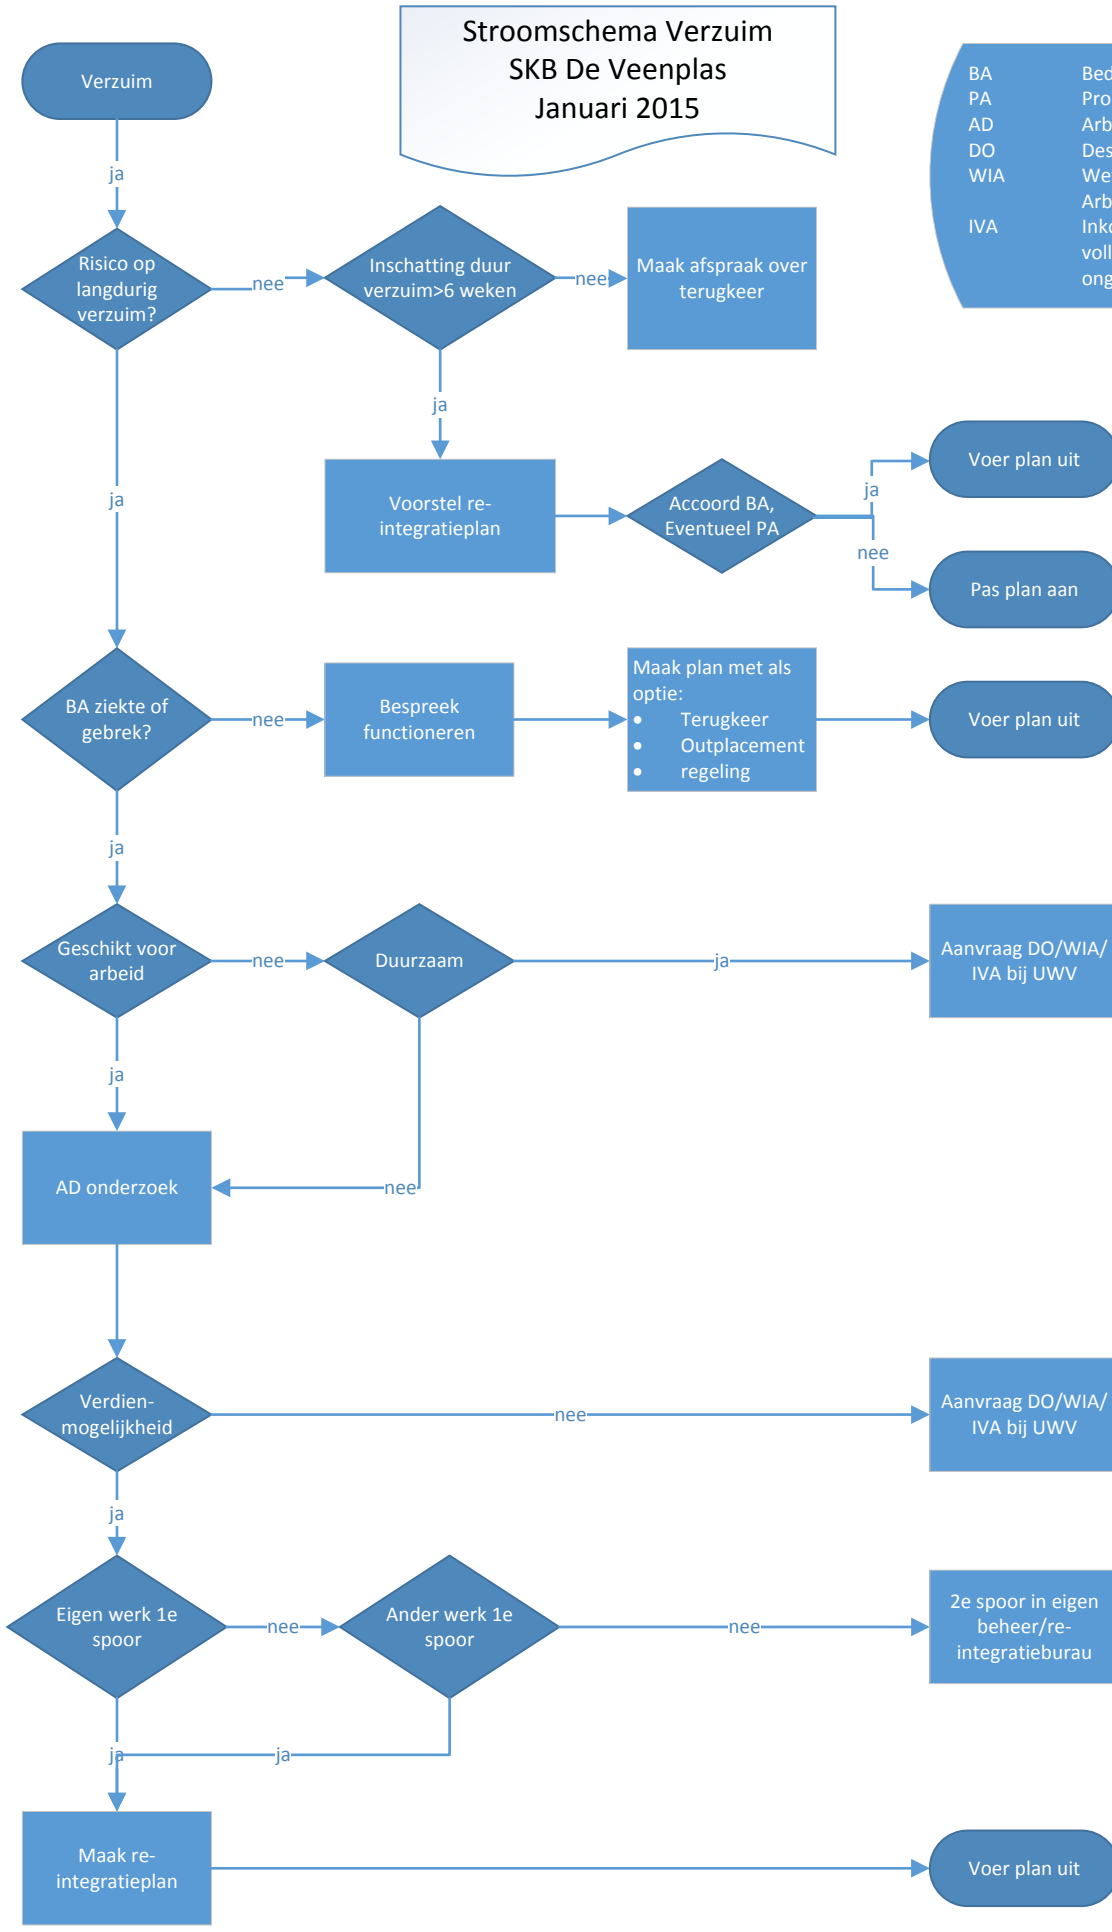 Stroomschema Verzuim
SKB De Veenplas
Januari 2015
BA
PA
AD
DO
WIA
IVA
Verzuim
ja
Risico op
langdurig
verzuim?
nee
Inschatting duur
verzuim>6 weken
nee
Maak afspraak over
terugkeer
ja
ja
Voorstel re-
integratieplan
Accoord BA,
Eventueel PA
ja
Voer plan uit
nee
Pas plan aan
BA ziekte of
gebrek?
nee
Bespreek
functioneren
Maak plan met als
optie:
• Terugkeer
• Outplacement
• regeling
Voer plan uit
ja
Geschikt voor
arbeid
nee
Duurzaam
ja
Aanvraag DO/WIA/
IVA bij UWV
ja
AD onderzoek
nee
Verdien-
mogelijkheid
nee
Aanvraag DO/WIA/
IVA bij UWV
ja
Eigen werk 1e
spoor
nee
Ander werk 1e
spoor
nee
2e spoor in eigen
beheer/re-
integratieburau
ja
ja
Maak re-
integratieplan
Voer plan uit